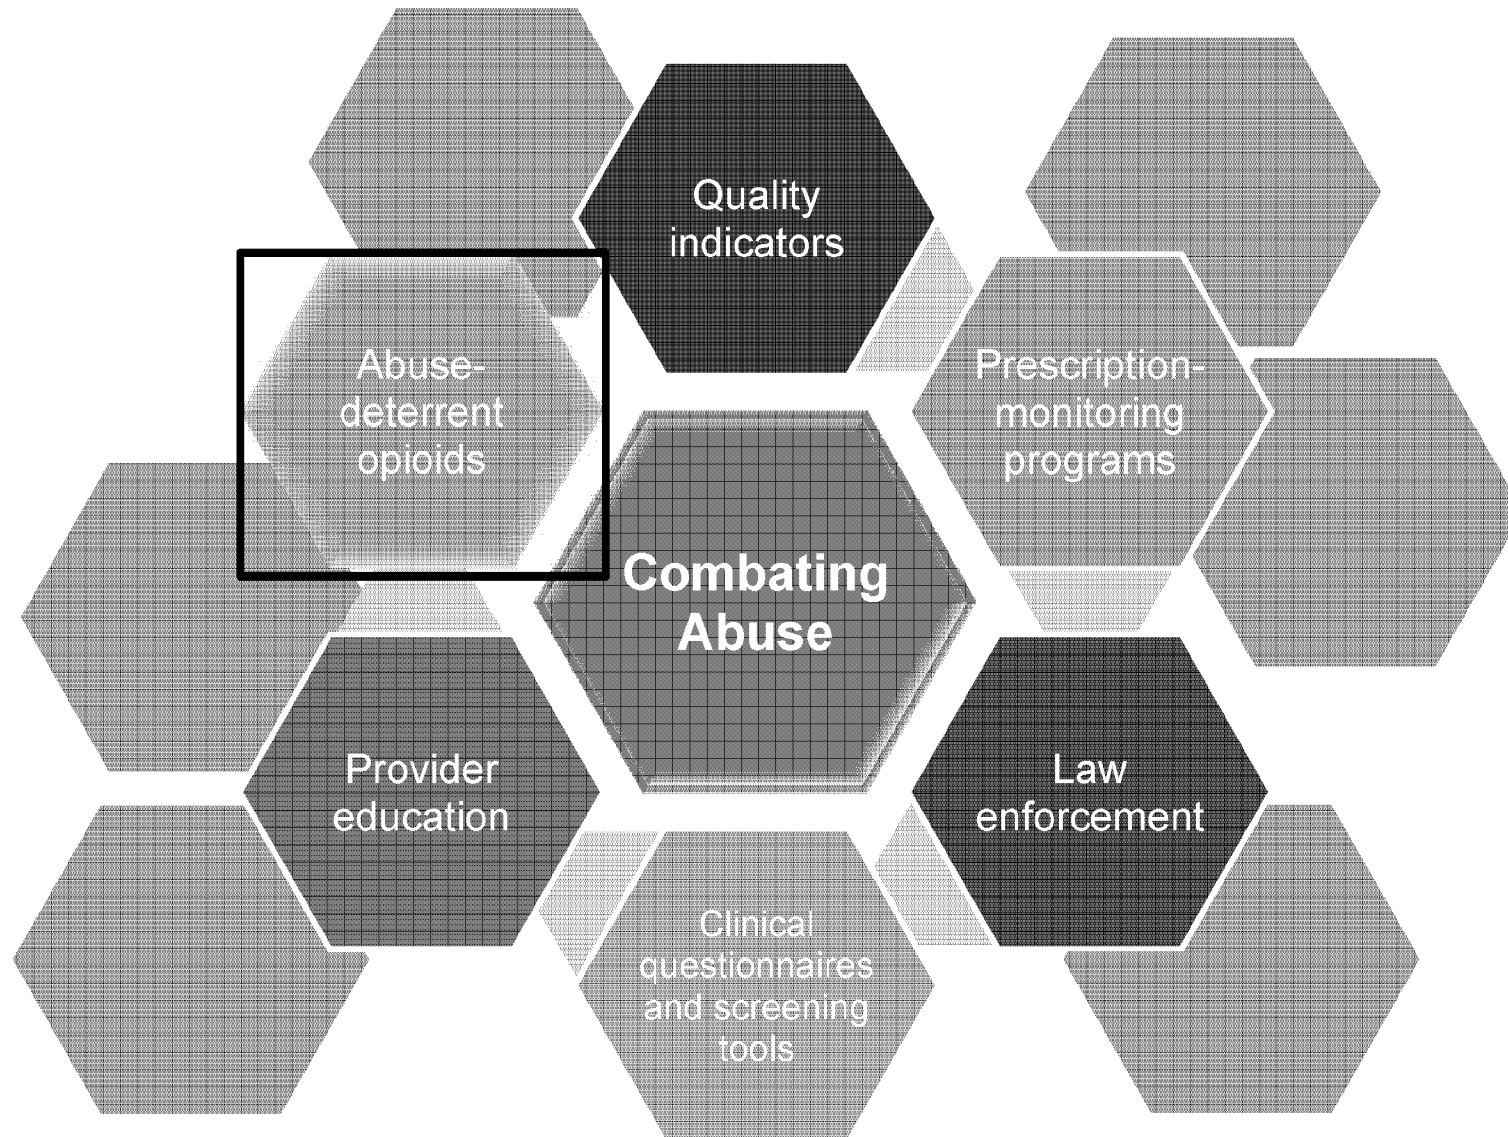 Quality
indicators
Abuse-
deterrent
opioids
Prescription-
monitoring
programs
Combating
Abuse
Provider
education
Law
enforcement
Clinical
questionnaires
and screening
tools